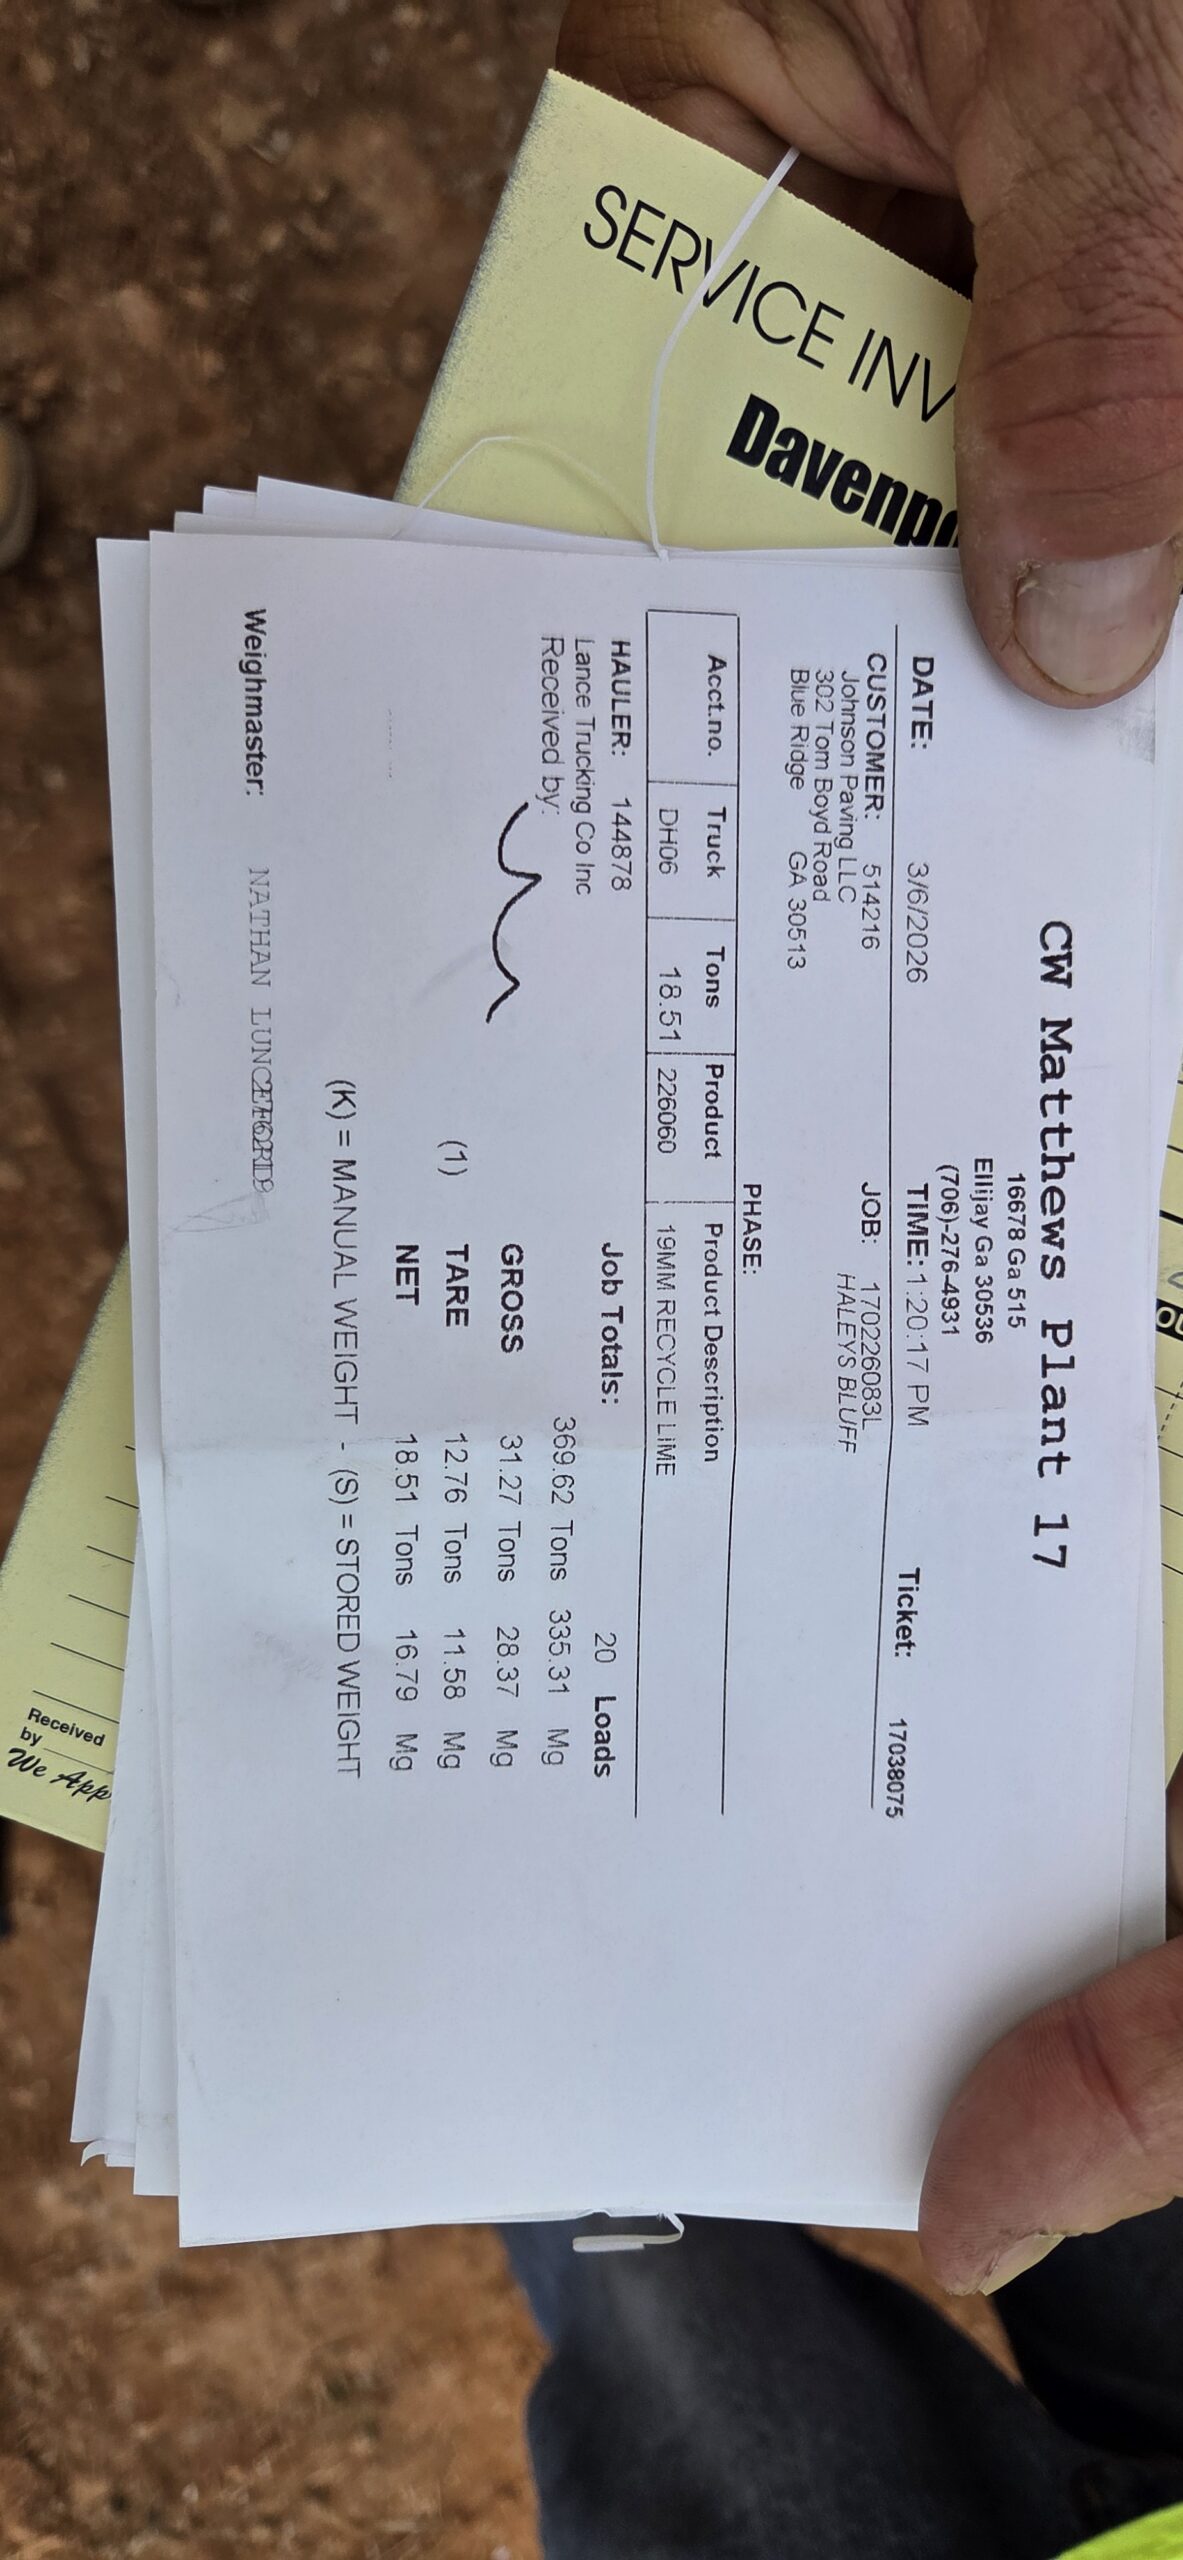 SERVICE INV
Davenpo
CW Matthews Plant 17
16678 Ga 515
Ellijay Ga 30536
(706)-276-4931
DATE: 3/6/2026 TIME: 1:20:17 PM Ticket: 17038075
CUSTOMER: 514216 JOB: 170226083L
Johnson Paving LLC HALEYS BLUFF
302 Tom Boyd Road
Blue Ridge GA 30513
PHASE:
Acct.no. Truck Tons Product Product Description
DH06 18.51 226060 19MM RECYCLE LIME
HAULER: 144878 Job Totals: 20 Loads
Lance Trucking Co Inc
Received by:
369.62 Tons 335.31 Mg
GROSS 31.27 Tons 28.37 Mg
(1) TARE 12.76 Tons 11.58 Mg
NET 18.51 Tons 16.79 Mg
(K) = MANUAL WEIGHT - (S) = STORED WEIGHT
Weighmaster: NATHAN
Received
by
We App